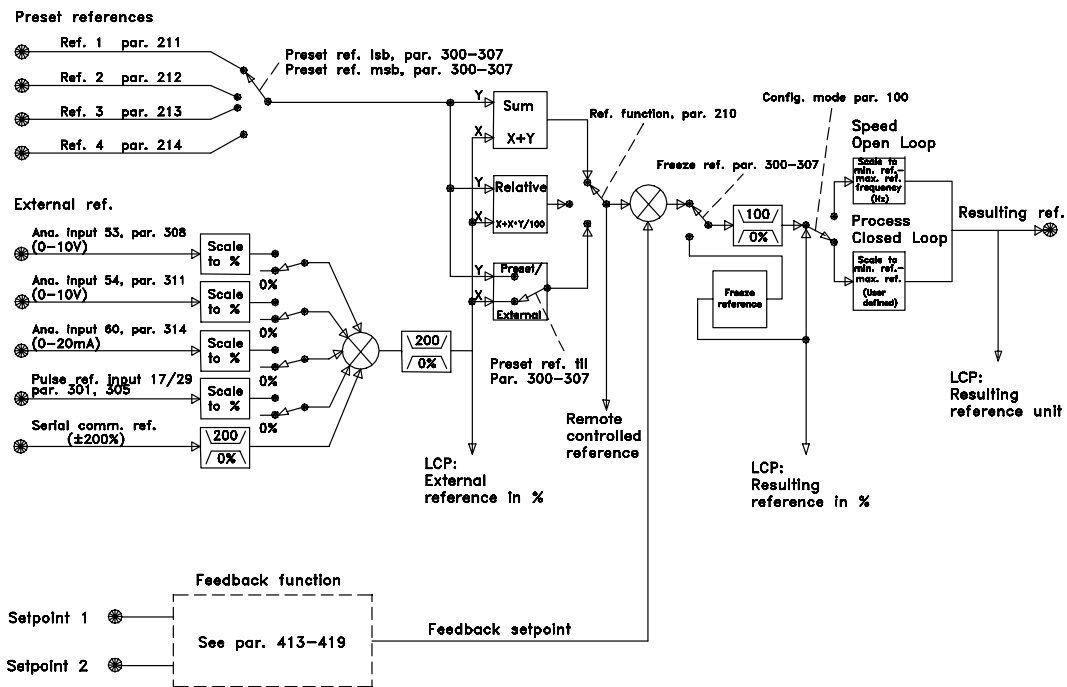 Preset references
Ref. 1 par. 211
Ref. 2 par. 212
Ref. 3 par. 213
Ref. 4 par. 214
Preset ref. lsb, par. 300-307
Preset ref. msb, par. 300-307
External ref.
Ana. input 53, par. 308
(0-10V)
Scale
to %
0%
Ana. input 54, par. 311
(0-10V)
Scale
to %
0%
Ana. input 60, par. 314
(0-20mA)
Scale
to %
0%
Pulse ref. input 17/29
par. 301, 305
Scale
to %
0%
Serial comm. ref.
(±200%)
200
0%
200
0%
LCP:
External
reference in %
Y
Sum
X
X+Y
Y
Relative
X
X+X*Y/100
Y
Preset/
X
External
Preset ref. til
Par. 300-307
Ref. function, par. 210
Remote
controlled
reference
Freeze ref. par. 300-307
100
0%
Freeze
reference
LCP:
Resulting
reference in %
Config. mode par. 100
Speed
Open Loop
Scale to
min. ref.-
max. ref.
frequency
(Hz)
Process
Closed Loop
Scale to
min. ref.-
max. ref.
(User
defined)
Resulting ref.
LCP:
Resulting
reference unit
Feedback function
Setpoint 1
Setpoint 2
See par. 413-419
Feedback setpoint